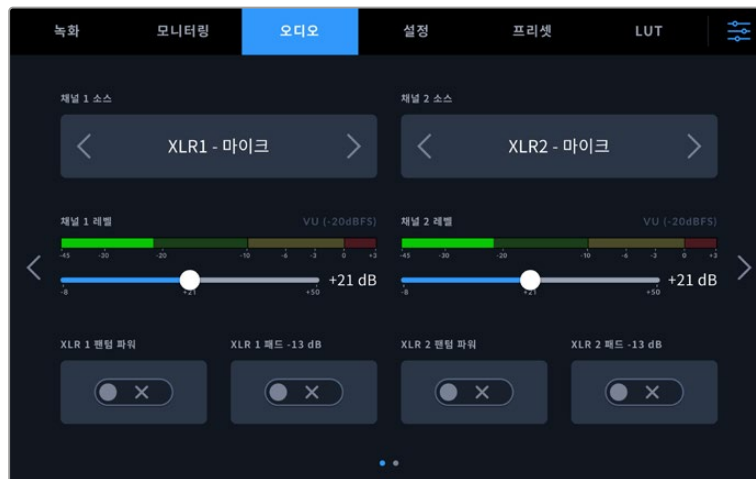 녹화 모니터링 오디오 설정 프리셋 LUT
채널 1 소스 채널 2 소스
XLR1 - 마이크 XLR2 - 마이크
채널 1 레벨 VU (-20dBFS) 채널 2 레벨 VU (-20dBFS)
-45 -30 -20 -10 -6 -3 0 +3 -45 -30 -20 -10 -6 -3 0 +3
+21 dB +21 dB
-8 +21 +50 -8 +21 +50
XLR 1 팬텀 파워 XLR 1 패드 -13 dB XLR 2 팬텀 파워 XLR 2 패드 -13 dB